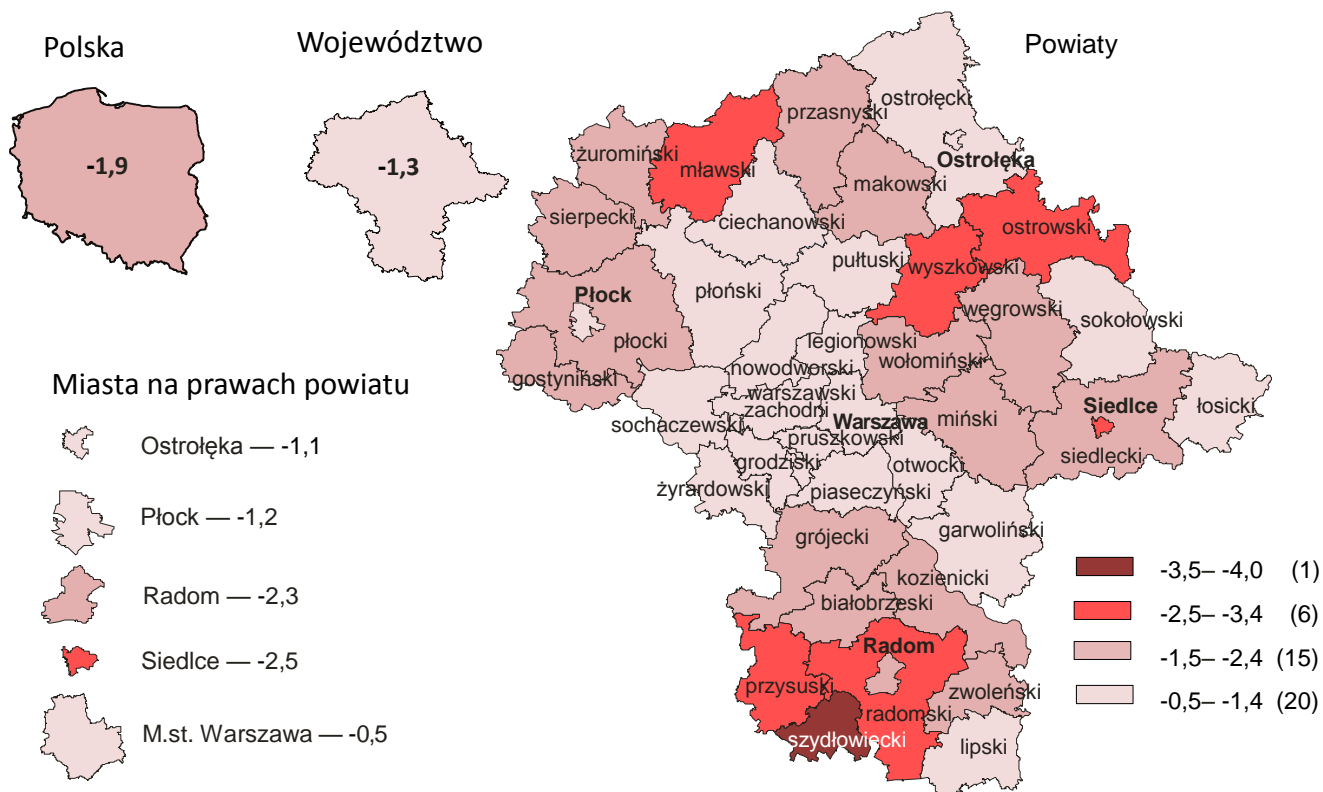 Polska
Województwo
Powiaty
-1,9
-1,3
ostrołęcki
przasnyski
żuromiński
mławski
Ostrołęka
makowski
sierpecki
ciechanowski
ostrowski
pułtuski
wyszkowski
płoński
Płock
węgrowski
sokołowski
płocki
legionowski
wołomiński
nowodworski
gostyniński
warszawski
zachodni
Siedlce
łosicki
sochaczewski
Warszawa
miński
pruszkowski
siedlecki
grodziski
otwocki
żyrardowski
piaseczyński
grójecki
garwoliński
kozienicki
białobrzeski
Radom
przysuski
zwoleński
radomski
szydłowiecki
lipski
Miasta na prawach powiatu
Ostrołęka — -1,1
Płock — -1,2
Radom — -2,3
Siedlce — -2,5
M.st. Warszawa — -0,5
-3,5– -4,0 (1)
-2,5– -3,4 (6)
-1,5– -2,4 (15)
-0,5– -1,4 (20)